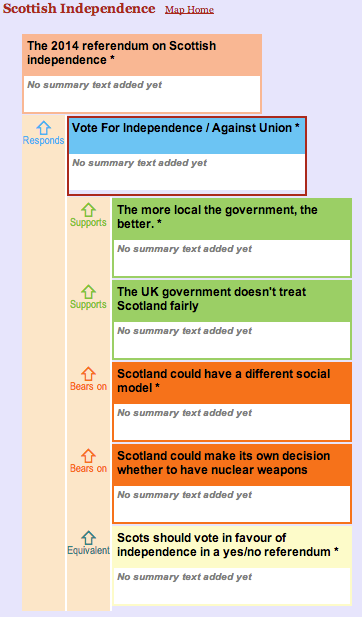 Scottish Independence Map Home
The 2014 referendum on Scottish
independence *
No summary text added yet
Responds
Vote For Independence / Against Union *
No summary text added yet
Supports
The more local the government, the
better. *
No summary text added yet
Supports
The UK government doesn't treat
Scotland fairly
No summary text added yet
Bears on
Scotland could have a different social
model *
No summary text added yet
Bears on
Scotland could make its own decision
whether to have nuclear weapons
No summary text added yet
Equivalent
Scots should vote in favour of
independence in a yes/no referendum *
No summary text added yet